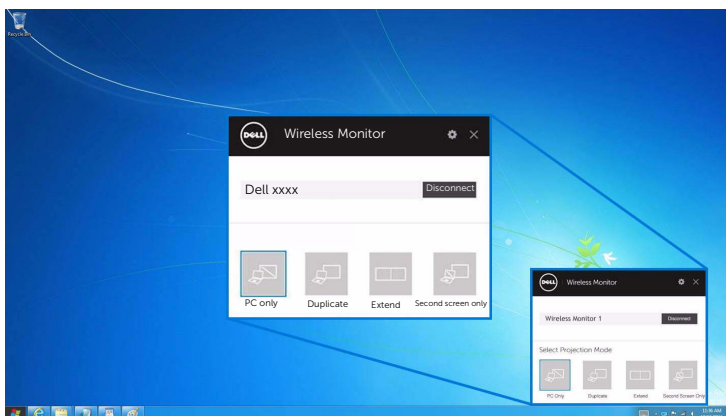 Recycle Bin
DELL Wireless Monitor
Dell xxxx Disconnect
PC only Duplicate Extend Second screen only
DELL Wireless Monitor
Wireless Monitor 1 Disconnect
Select Projection Mode
PC Only Duplicate Extend Second Screen Only